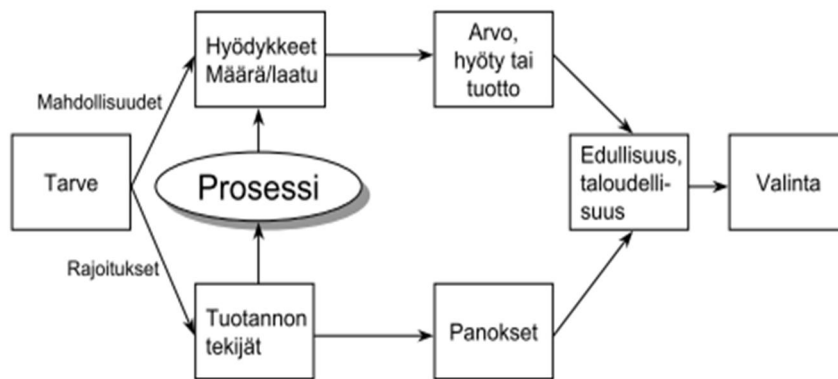 Tarve
Mahdollisuudet
Rajoitukset
Hyödykkeet
Määrä/laatu
Prosessi
Tuotannon
tekijät
Arvo,
hyöty tai
tuotto
Panokset
Edullisuus,
taloudelli-
suus
Valinta